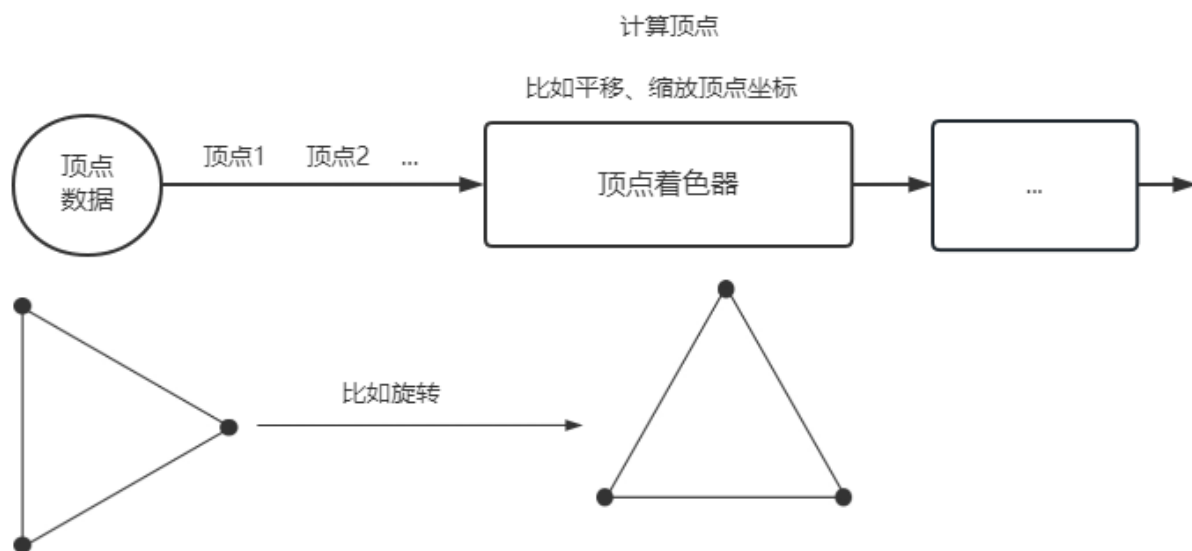 计算顶点
比如平移、缩放顶点坐标
顶点
数据
顶点1 顶点2 ...
顶点着色器
...
比如旋转